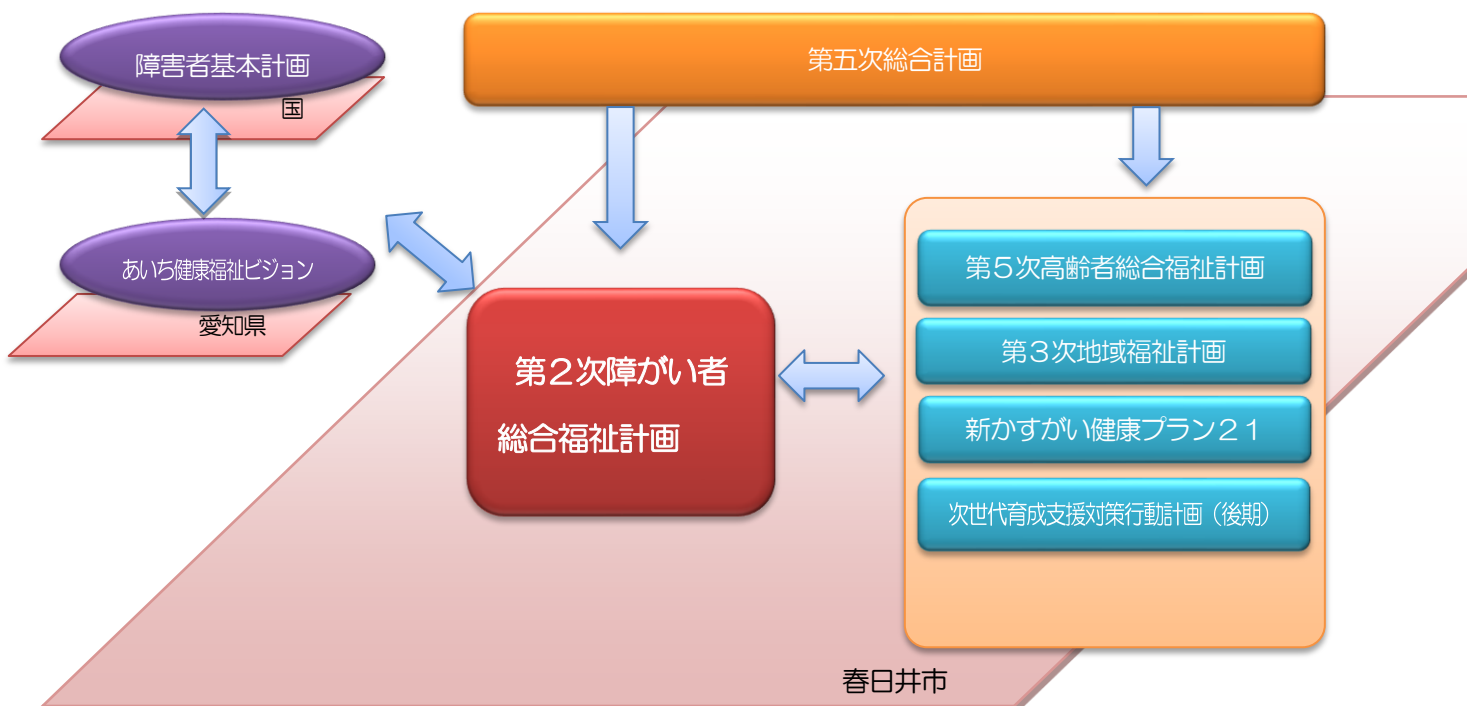 障害者基本計画
国
あいち健康福祉ビジョン
愛知県
第五次総合計画
第２次障がい者
総合福祉計画
第５次高齢者総合福祉計画
第３次地域福祉計画
新かすがい健康プラン２１
次世代育成支援対策行動計画（後期）
春日井市